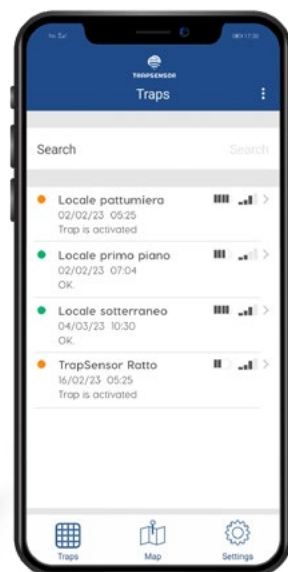 TRAPSENSOR
Traps
Search Search
Locale pattumiera
02/02/23 05:25
Trap is activated
Locale primo piano
02/02/23 07:04
OK
Locale sotterraneo
04/03/23 10:30
OK
TrapSensor Ratto
16/02/23 05:25
Trap is activated
Traps Map Settings